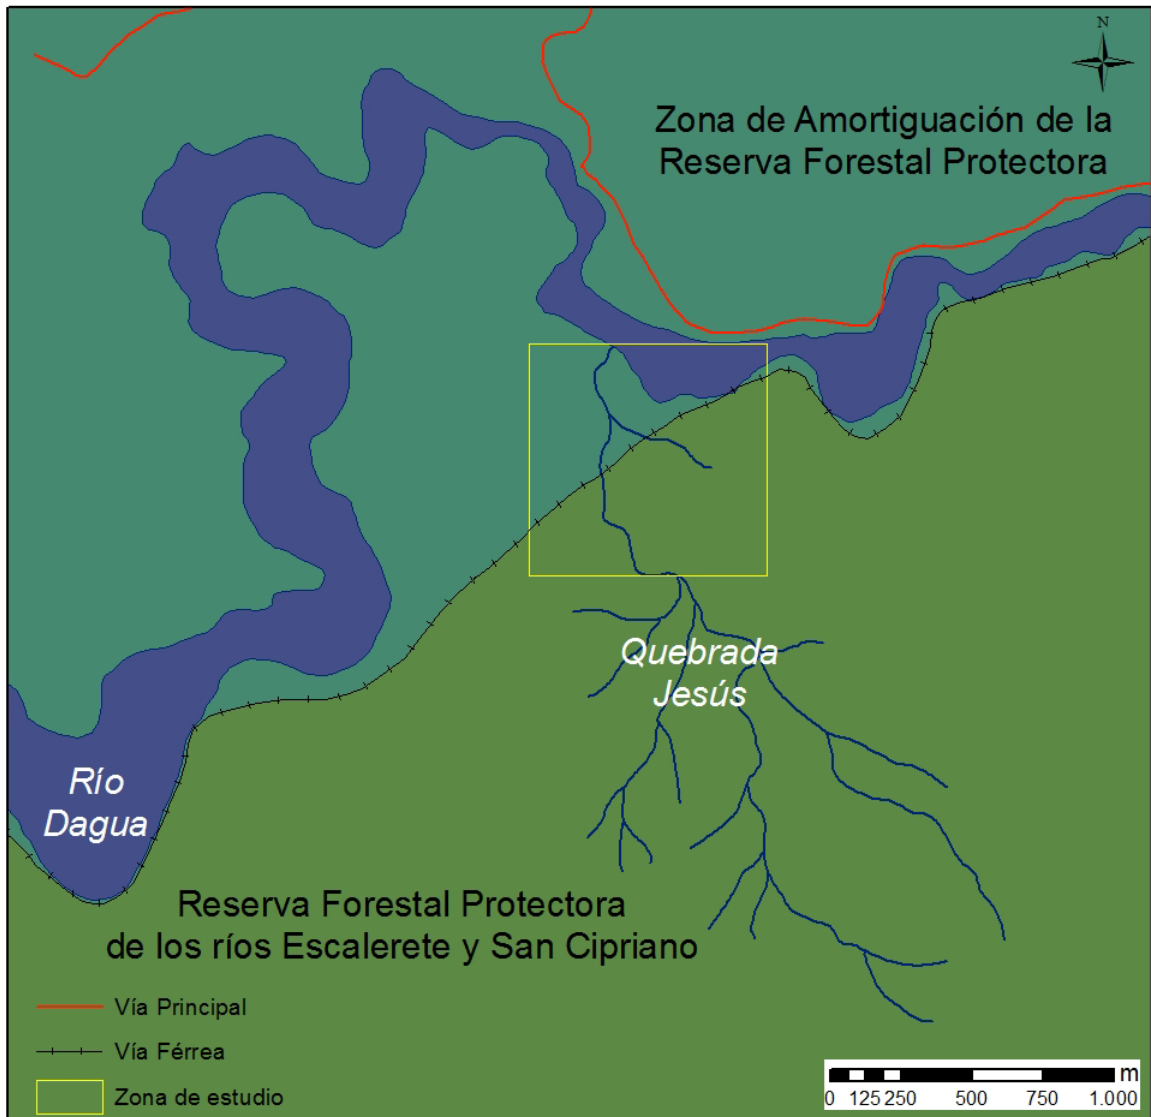 N
Zona de Amortiguación de la
Reserva Forestal Protectora
Quebrada
Jesús
Río
Dagua
Reserva Forestal Protectora
de los ríos Escalerete y San Cipriano
Vía Principal
Vía Férrea
Zona de estudio
m
0 125 250 500 750 1.000